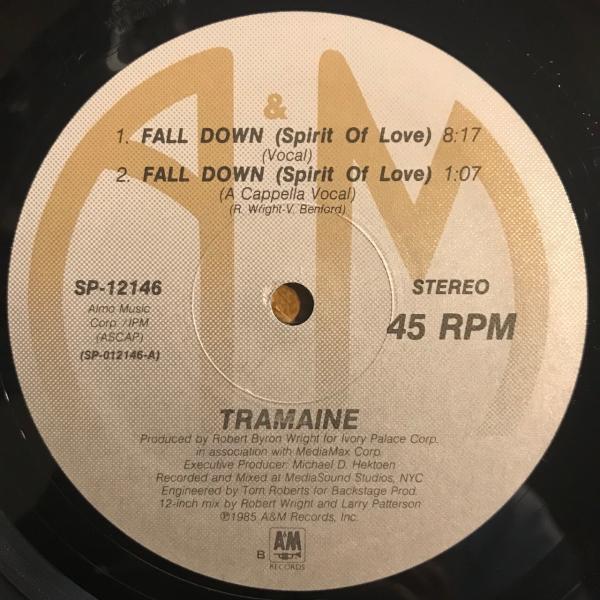 A&M
1. FALL DOWN (Spirit Of Love) 8:17
(Vocal)
2. FALL DOWN (Spirit Of Love) 1:07
(A Cappella Vocal)
(R. Wright-V. Benford)
SP-12146
Almo Music
Corp./IPM
(ASCAP)
(SP-012146-A)
STEREO
45 RPM
TRAMAINE
Produced by Robert Byron Wright for Ivory Palace Corp.
in association with MediaMax Corp.
Executive Producer: Michael D. Hektoen
Recorded and Mixed at MediaSound Studios, NYC
Engineered by Tom Roberts for Backstage Prod.
12-inch mix by Robert Wright and Larry Patterson
℗1985 A&M Records, Inc.
B A&M
RECORDS